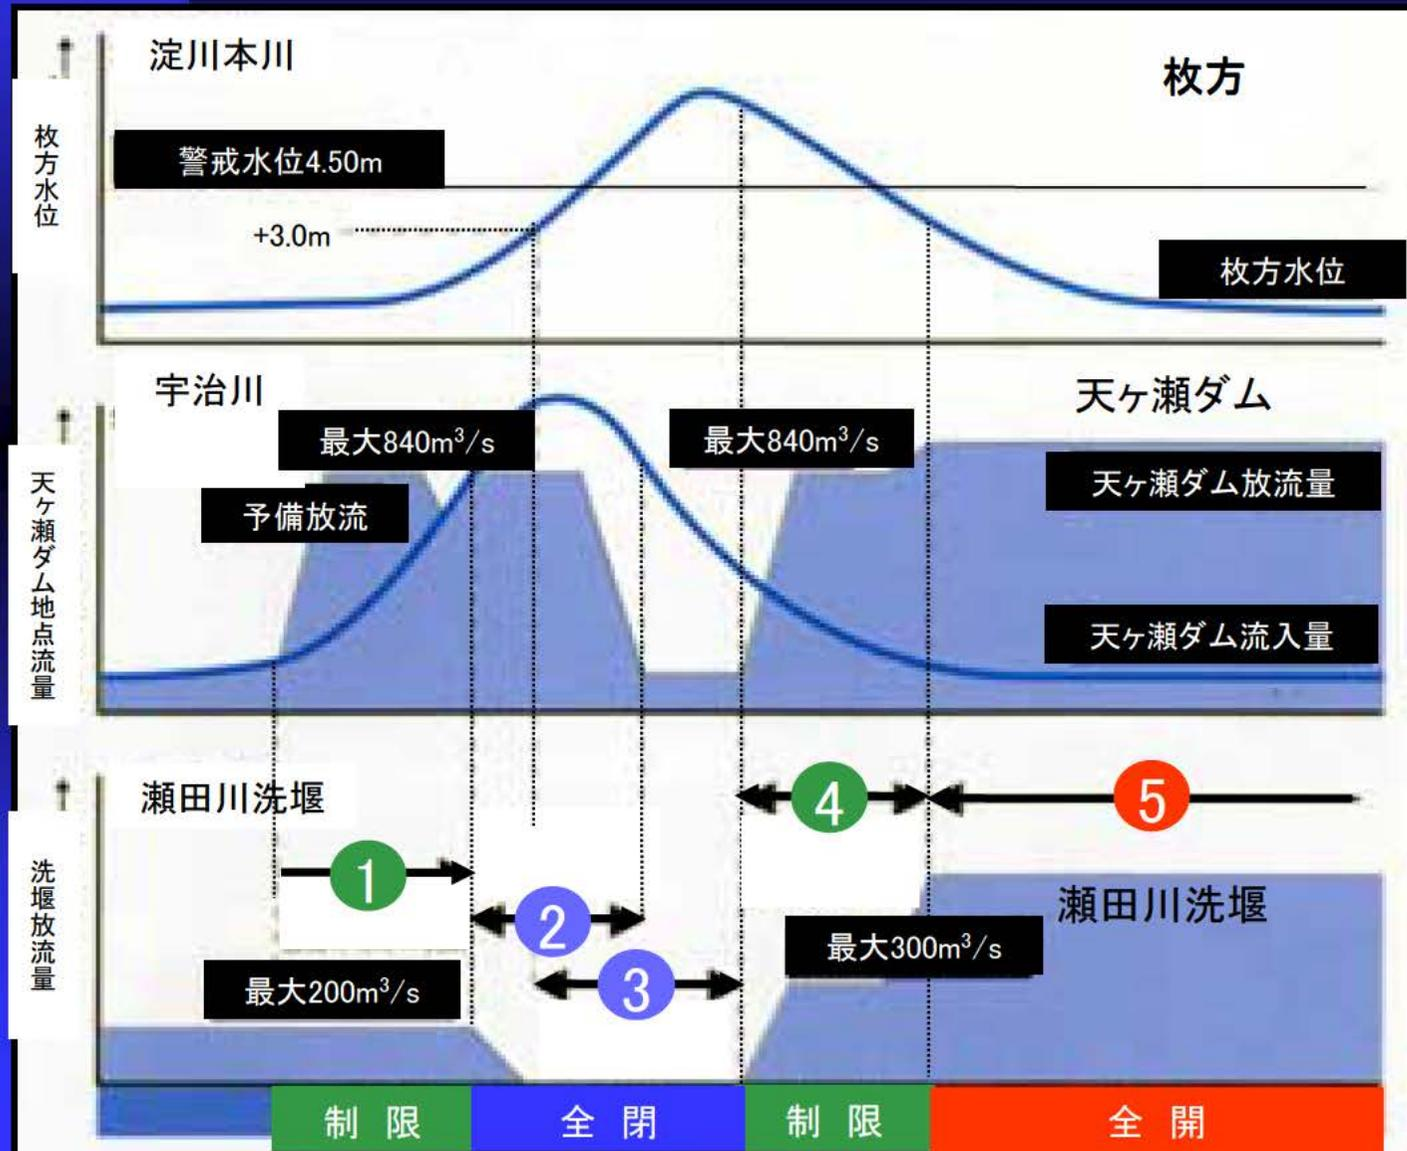 淀川本川
枚方
枚方水位
警戒水位4.50m
+3.0m
枚方水位
宇治川
天ヶ瀬ダム
天ヶ瀬ダム地点流量
最大840m³/s
最大840m³/s
予備放流
天ヶ瀬ダム放流量
天ヶ瀬ダム流入量
瀬田川洗堰
洗堰放流量
4
5
1
2
3
瀬田川洗堰
最大300m³/s
最大200m³/s
制 限
全 閉
制 限
全 開